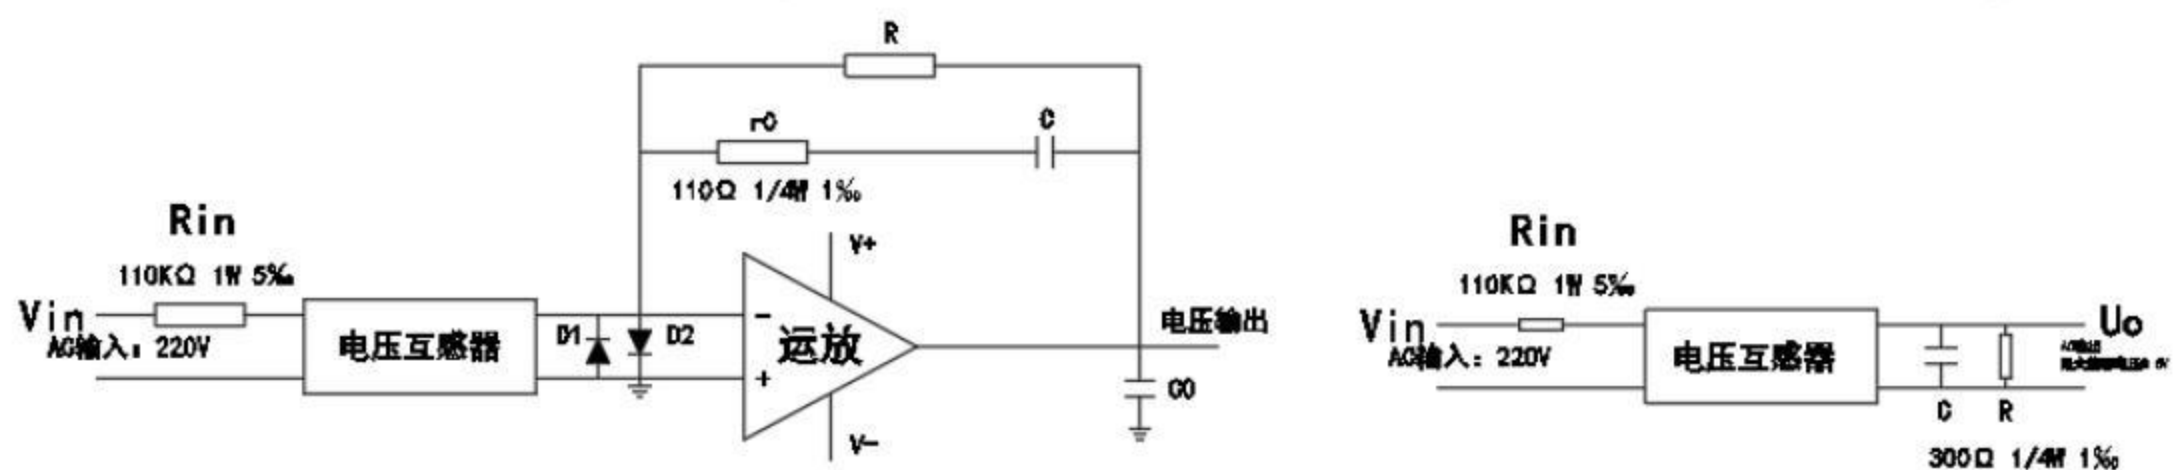 R
r0
C
110Ω 1/4W 1‰
Rin
110KΩ 1W 5‰
V+
Vin
AC输入：220V
电压互感器
D1
D2
−
+
运放
电压输出
C0
V−
Rin
110KΩ 1W 5‰
Vin
AC输入：220V
电压互感器
Uo
C
R
300Ω 1/4W 1‰